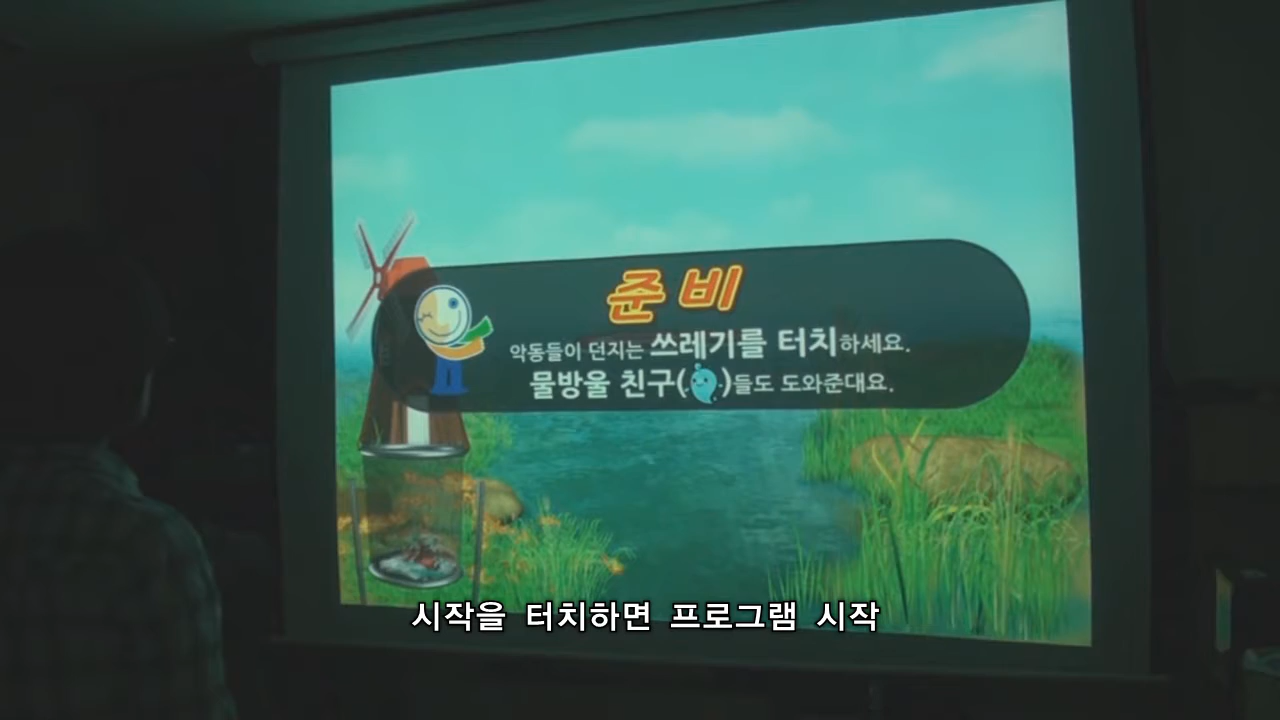 준비
악동들이 던지는 쓰레기를 터치하세요.
물방울 친구( )들도 도와준대요.
시작을 터치하면 프로그램 시작